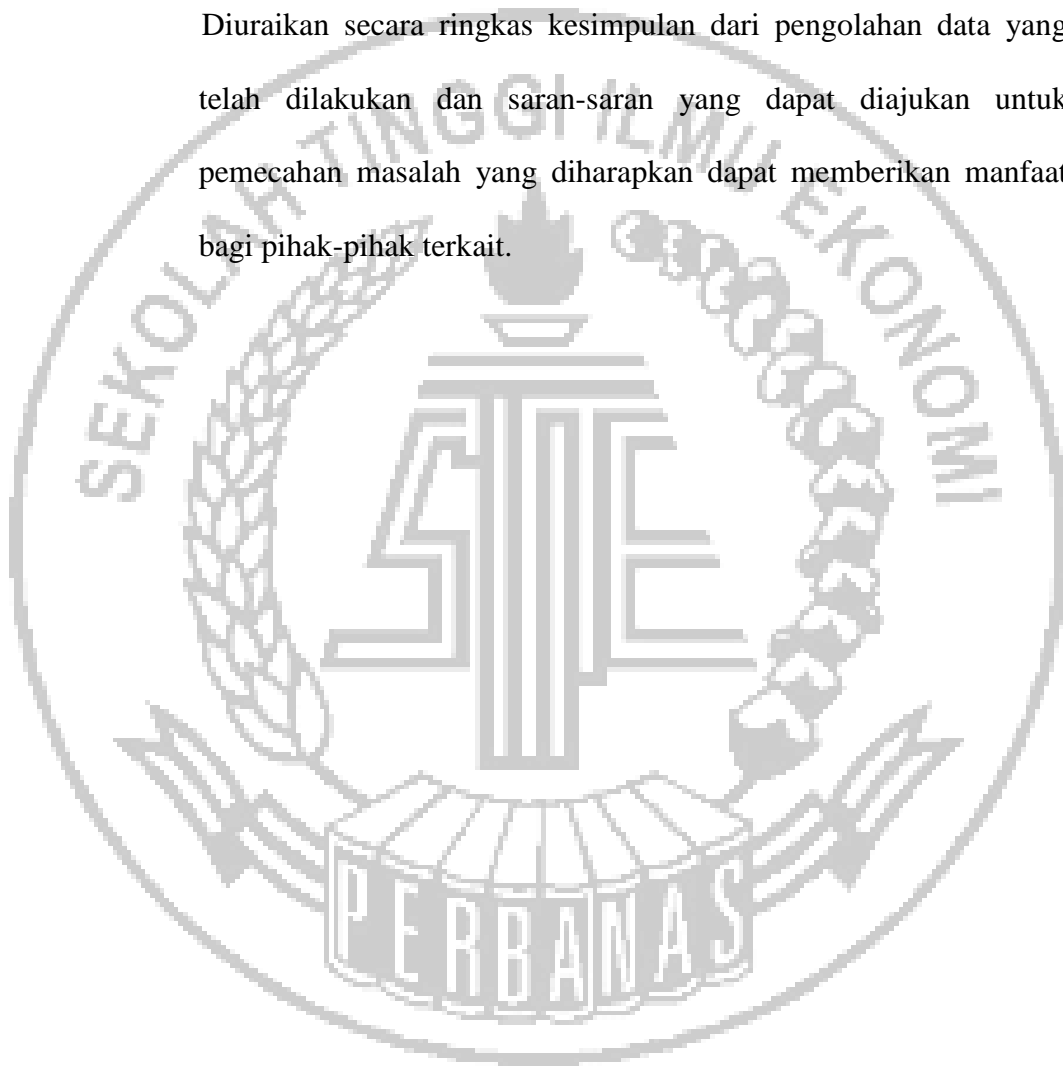 Diuraikan secara ringkas kesimpulan dari pengolahan data yang
telah dilakukan dan saran-saran yang dapat diajukan untuk
pemecahan masalah yang diharapkan dapat memberikan manfaat
bagi pihak-pihak terkait.
SEKOLAH TINGGI ILMU EKONOMI
STIE
PERBANAS